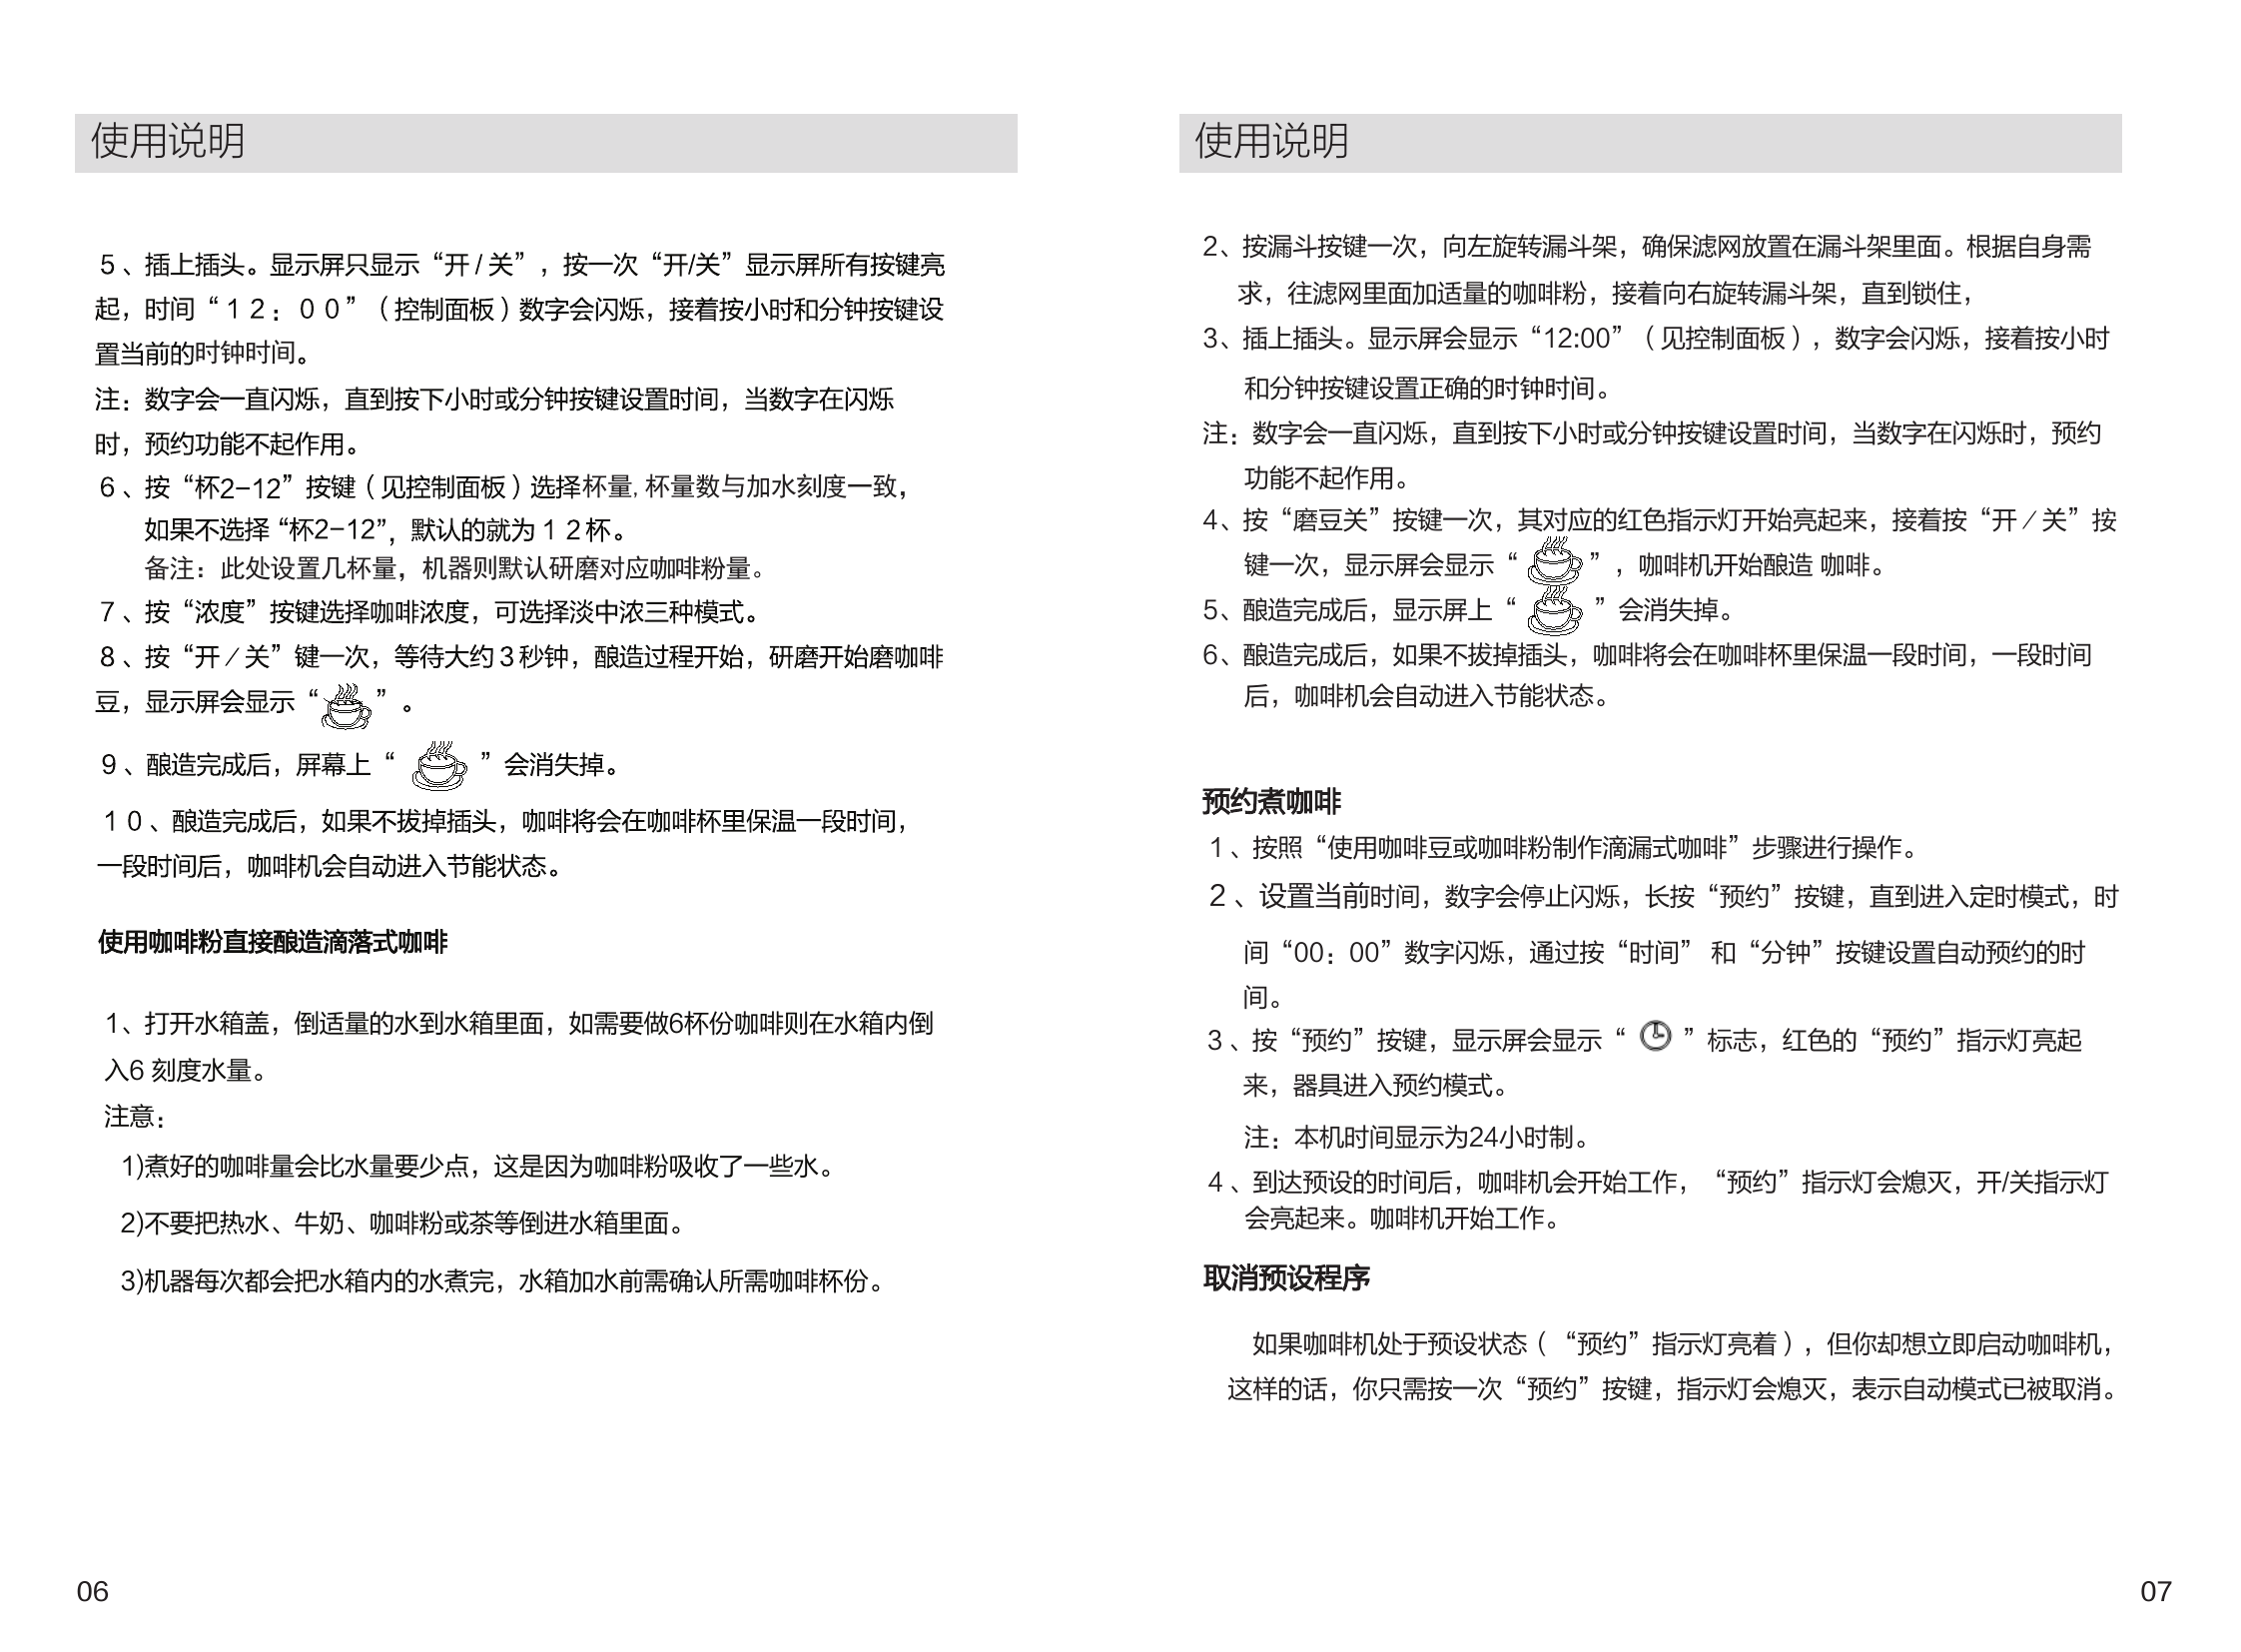 使用说明
5、插上插头。显示屏只显示“开/关”，按一次“开/关”显示屏所有按键亮
起，时间“12：00”（控制面板）数字会闪烁，接着按小时和分钟按键设
置当前的时钟时间。
注：数字会一直闪烁，直到按下小时或分钟按键设置时间，当数字在闪烁
时，预约功能不起作用。
6、按“杯2-12”按键（见控制面板）选择杯量,杯量数与加水刻度一致，
如果不选择“杯2-12”，默认的就为12杯。
备注：此处设置几杯量，机器则默认研磨对应咖啡粉量。
7、按“浓度”按键选择咖啡浓度，可选择淡中浓三种模式。
8、按“开／关”键一次，等待大约3秒钟，酿造过程开始，研磨开始磨咖啡
豆，显示屏会显示“ ”。
9、酿造完成后，屏幕上“ ”会消失掉。
10、酿造完成后，如果不拔掉插头，咖啡将会在咖啡杯里保温一段时间，
一段时间后，咖啡机会自动进入节能状态。
使用咖啡粉直接酿造滴落式咖啡
1、打开水箱盖，倒适量的水到水箱里面，如需要做6杯份咖啡则在水箱内倒
入6 刻度水量。
注意：
1)煮好的咖啡量会比水量要少点，这是因为咖啡粉吸收了一些水。
2)不要把热水、牛奶、咖啡粉或茶等倒进水箱里面。
3)机器每次都会把水箱内的水煮完，水箱加水前需确认所需咖啡杯份。
06
使用说明
2、按漏斗按键一次，向左旋转漏斗架，确保滤网放置在漏斗架里面。根据自身需
求，往滤网里面加适量的咖啡粉，接着向右旋转漏斗架，直到锁住，
3、插上插头。显示屏会显示“12:00”（见控制面板），数字会闪烁，接着按小时
和分钟按键设置正确的时钟时间。
注：数字会一直闪烁，直到按下小时或分钟按键设置时间，当数字在闪烁时，预约
功能不起作用。
4、按“磨豆关”按键一次，其对应的红色指示灯开始亮起来，接着按“开／关”按
键一次，显示屏会显示“ ”，咖啡机开始酿造 咖啡。
5、酿造完成后，显示屏上“ ”会消失掉。
6、酿造完成后，如果不拔掉插头，咖啡将会在咖啡杯里保温一段时间，一段时间
后，咖啡机会自动进入节能状态。
预约煮咖啡
1、按照“使用咖啡豆或咖啡粉制作滴漏式咖啡”步骤进行操作。
2、设置当前时间，数字会停止闪烁，长按“预约”按键，直到进入定时模式，时
间“00：00”数字闪烁，通过按“时间” 和“分钟”按键设置自动预约的时
间。
3、按“预约”按键，显示屏会显示“ ”标志，红色的“预约”指示灯亮起
来，器具进入预约模式。
注：本机时间显示为24小时制。
4、到达预设的时间后，咖啡机会开始工作，“预约”指示灯会熄灭，开/关指示灯
会亮起来。咖啡机开始工作。
取消预设程序
如果咖啡机处于预设状态（“预约”指示灯亮着），但你却想立即启动咖啡机，
这样的话，你只需按一次“预约”按键，指示灯会熄灭，表示自动模式已被取消。
07